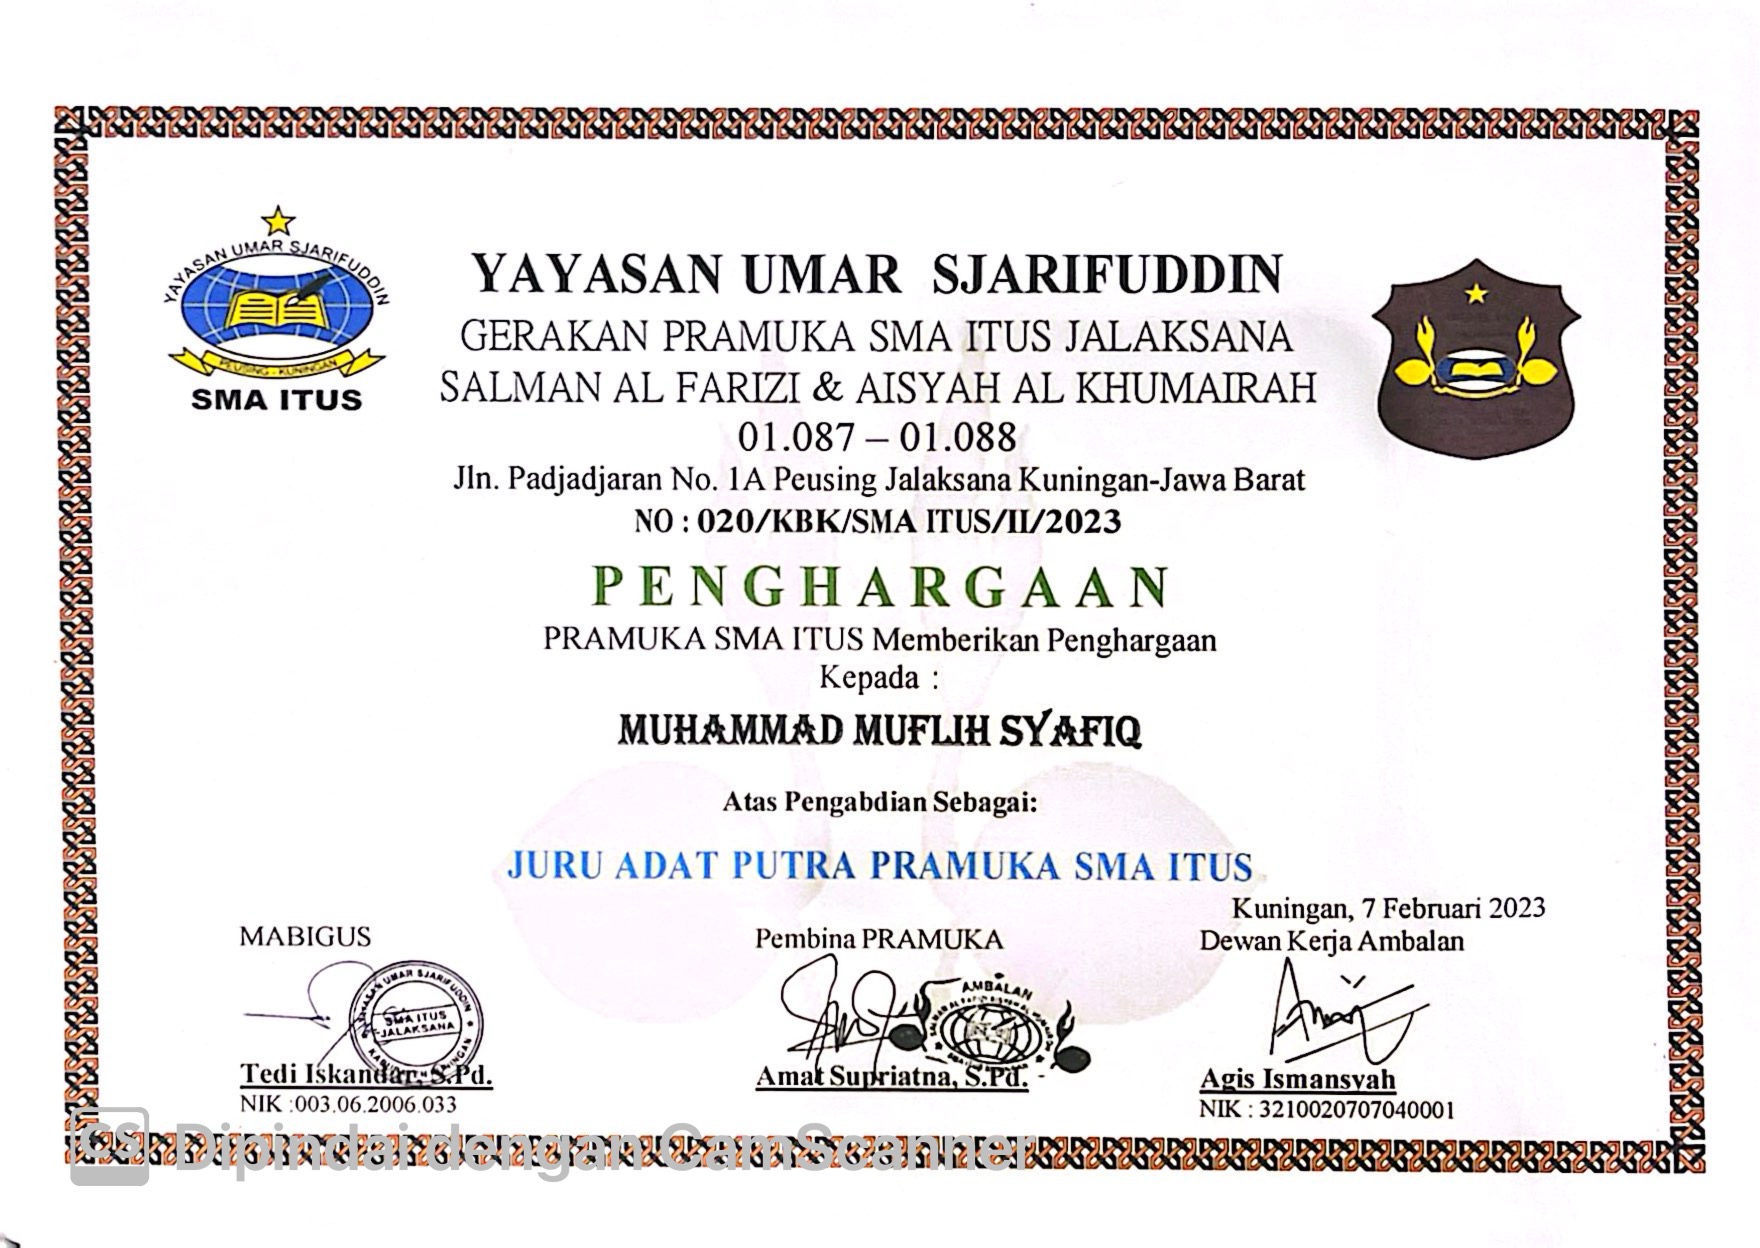 YAYASAN UMAR SJARIFUDDIN
PEUSING - KUNINGAN
SMA ITUS
YAYASAN UMAR SJARIFUDDIN
GERAKAN PRAMUKA SMA ITUS JALAKSANA
SALMAN AL FARIZI & AISYAH AL KHUMAIRAH
01.087 – 01.088
Jln. Padjadjaran No. 1A Peusing Jalaksana Kuningan-Jawa Barat
NO : 020/KBK/SMA ITUS/II/2023
PENGHARGAAN
PRAMUKA SMA ITUS Memberikan Penghargaan
Kepada :
MUHAMMAD MUFLIH SYAFIQ
Atas Pengabdian Sebagai:
JURU ADAT PUTRA PRAMUKA SMA ITUS
Kuningan, 7 Februari 2023
MABIGUS
Pembina PRAMUKA
Dewan Kerja Ambalan
UMAR SJARIFUDDIN
SMA ITUS
JALAKSANA
AMBALAN
Tedi Iskandar, S.Pd.
NIK :003.06.2006.033
Amat Supriatna, S.Pd.
Agis Ismansyah
NIK : 3210020707040001
CS Dipindai dengan CamScanner